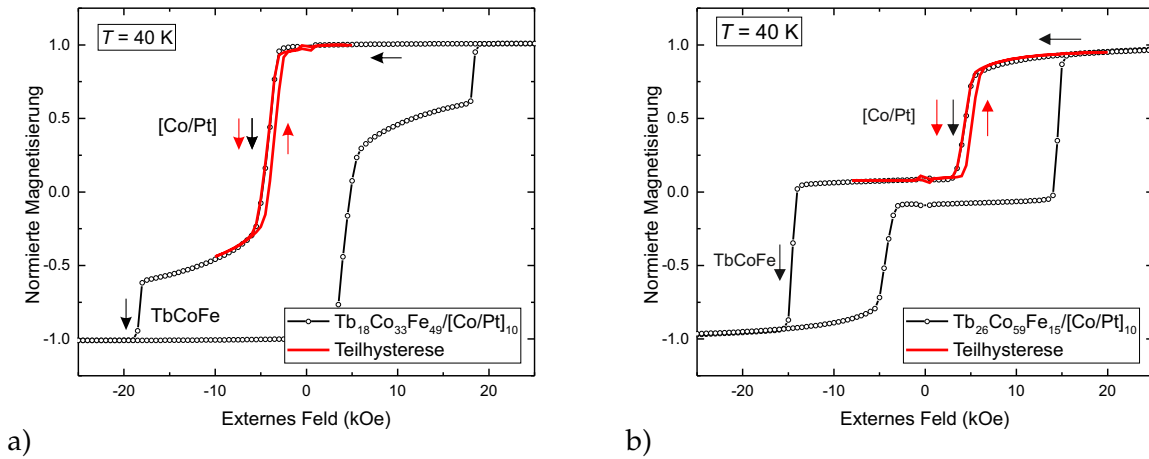 T = 40 K
[Co/Pt]
TbCoFe
Tb₁₈Co₃₃Fe₄₉/[Co/Pt]₁₀
Teilhysterese
1.0
0.5
0.0
-0.5
-1.0
Normierte Magnetisierung
-20 -10 0 10 20
Externes Feld (kOe)
a)
T = 40 K
[Co/Pt]
TbCoFe
Tb₂₆Co₅₉Fe₁₅/[Co/Pt]₁₀
Teilhysterese
1.0
0.5
0.0
-0.5
-1.0
Normierte Magnetisierung
-20 -10 0 10 20
Externes Feld (kOe)
b)